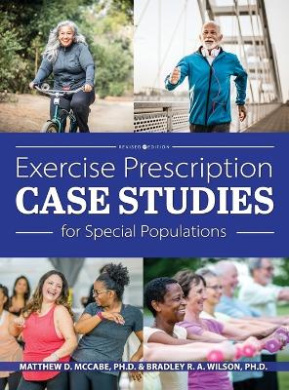 REVISED EDITION
Exercise Prescription
CASE STUDIES
for Special Populations
MATTHEW D. MCCABE, PH.D. & BRADLEY R. A. WILSON, PH.D.